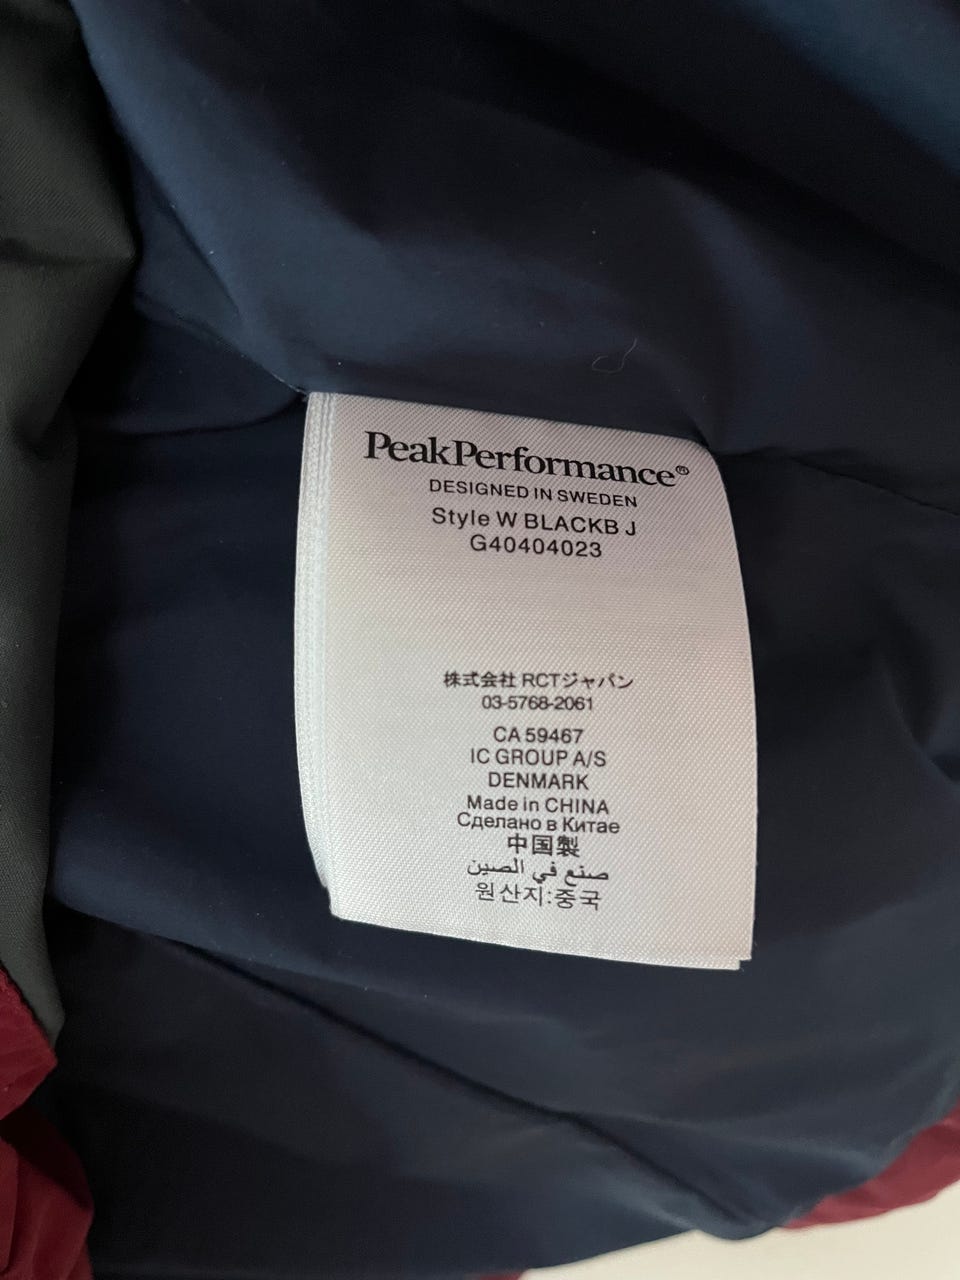 PeakPerformance®
DESIGNED IN SWEDEN
Style W BLACKB J
G40404023
株式会社 RCTジャパン
03-5768-2061
CA 59467
IC GROUP A/S
DENMARK
Made in CHINA
Сделано в Китае
中国製
صنع في الصين
원산지:중국